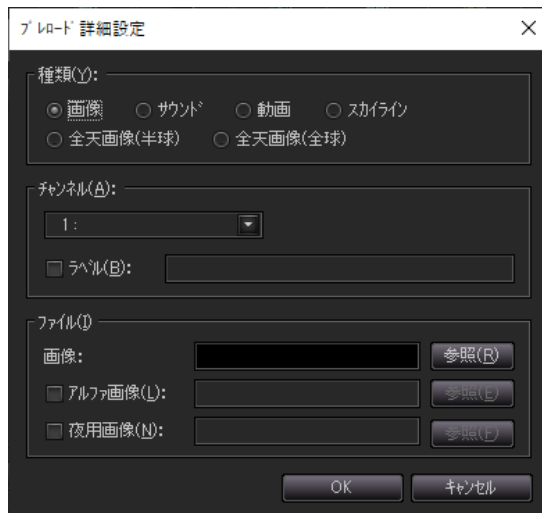 ﾌﾟﾚﾛｰﾄﾞ詳細設定
種類(Y):
画像 ｻｳﾝﾄﾞ 動画 ｽｶｲﾗｲﾝ
全天画像(半球) 全天画像(全球)
ﾁｬﾝﾈﾙ(A):
1 :
ﾗﾍﾞﾙ(B):
ﾌｧｲﾙ(I)
画像: 参照(R)
ｱﾙﾌｧ画像(L): 参照(E)
夜用画像(N): 参照(F)
OK ｷｬﾝｾﾙ